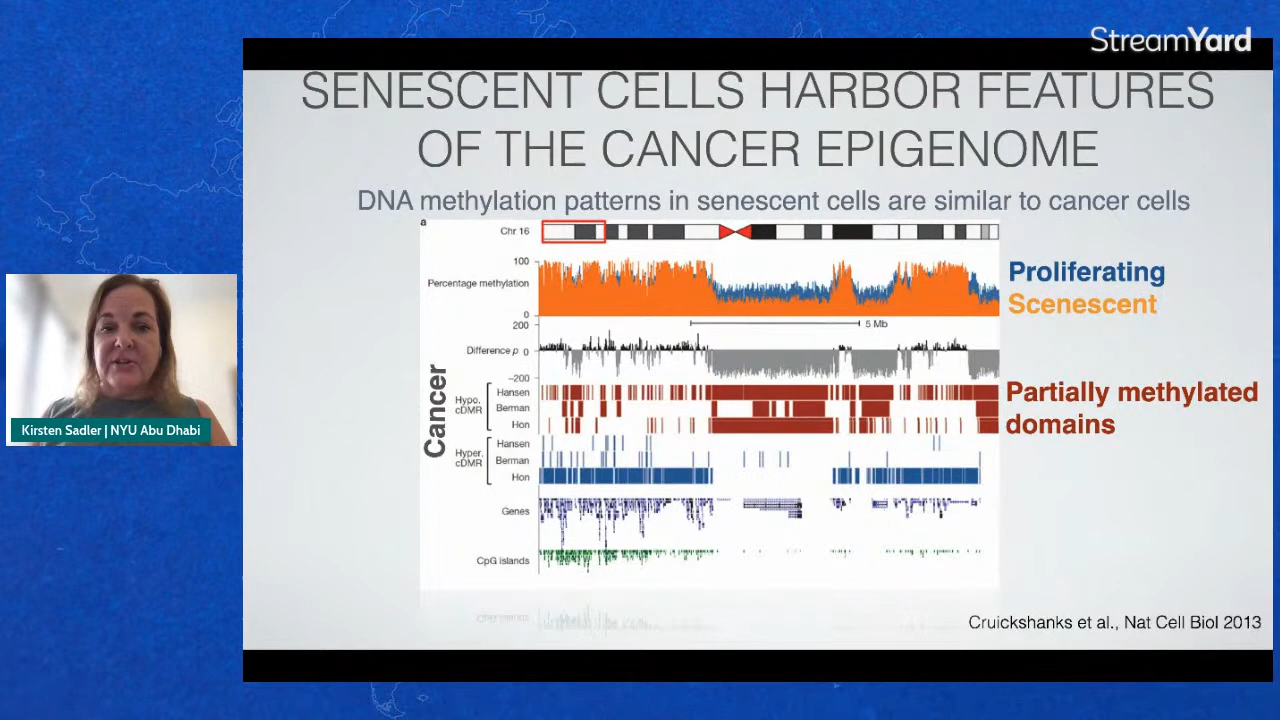 StreamYard
SENESCENT CELLS HARBOR FEATURES
OF THE CANCER EPIGENOME
DNA methylation patterns in senescent cells are similar to cancer cells
a
Chr 16
100
Percentage methylation
0
Proliferating
Scenescent
5 Mb
200
Difference p 0
–200
Cancer
Hypo.
cDMR
Hansen
Berman
Hon
Partially methylated
domains
Hyper.
cDMR
Hansen
Berman
Hon
Genes
CpG islands
Cruickshanks et al., Nat Cell Biol 2013
Kirsten Sadler | NYU Abu Dhabi